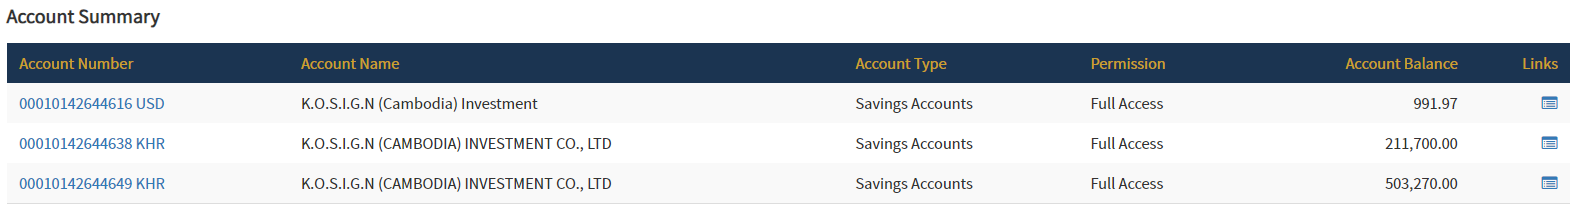 Account Summary
Account Number Account Name Account Type Permission Account Balance Links
00010142644616 USD K.O.S.I.G.N (Cambodia) Investment Savings Accounts Full Access 991.97
00010142644638 KHR K.O.S.I.G.N (CAMBODIA) INVESTMENT CO., LTD Savings Accounts Full Access 211,700.00
00010142644649 KHR K.O.S.I.G.N (CAMBODIA) INVESTMENT CO., LTD Savings Accounts Full Access 503,270.00